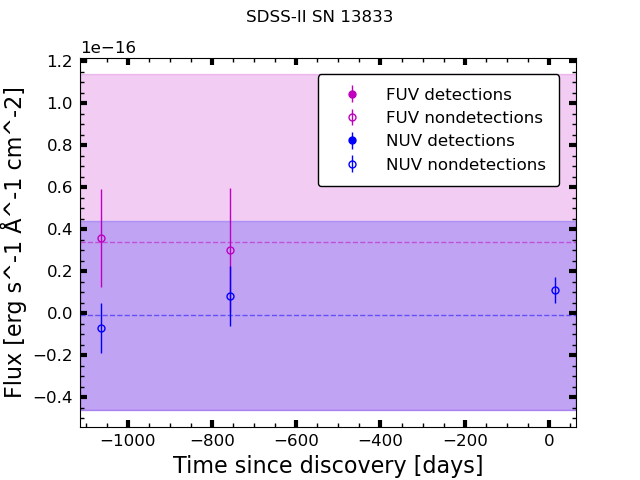 SDSS-II SN 13833
1e−16
FUV detections
FUV nondetections
NUV detections
NUV nondetections
1.2
1.0
0.8
0.6
0.4
0.2
0.0
−0.2
−0.4
Flux [erg s^-1 Å^-1 cm^-2]
−1000 −800 −600 −400 −200 0
Time since discovery [days]